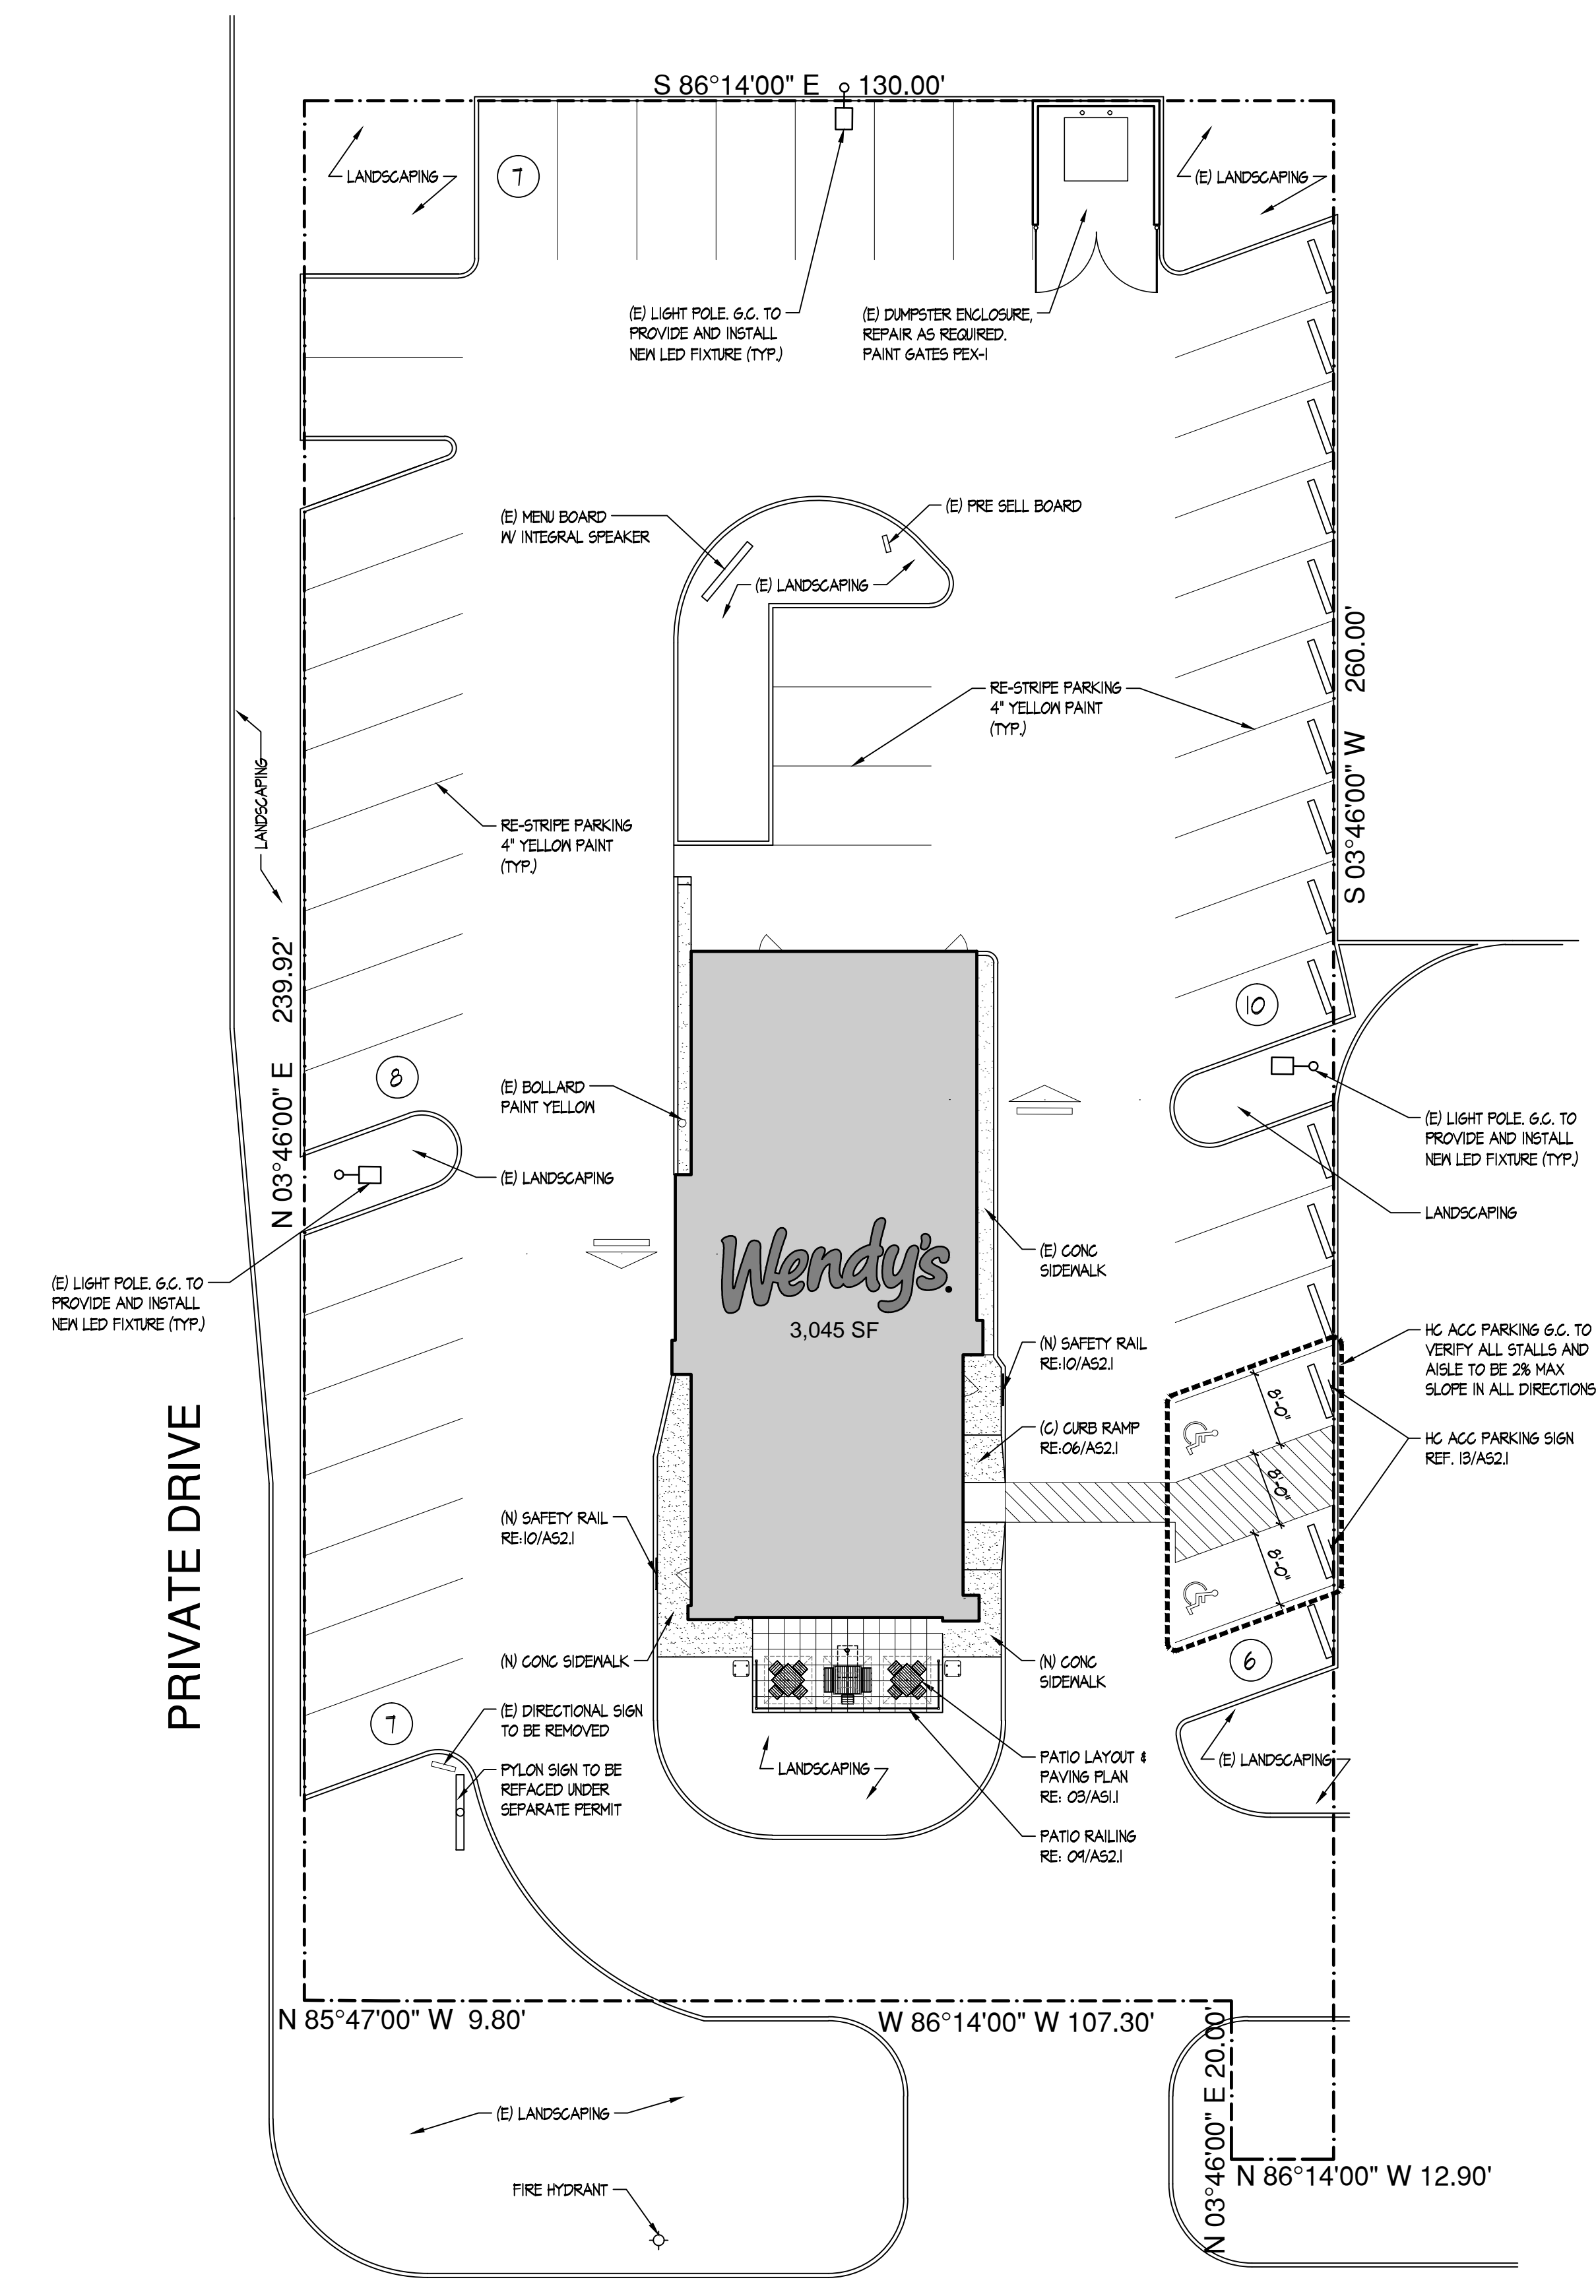 S 86°14'00" E 130.00'
LANDSCAPING
7
(E) LANDSCAPING
(E) LIGHT POLE. G.C. TO
PROVIDE AND INSTALL
NEW LED FIXTURE (TYP.)
(E) DUMPSTER ENCLOSURE,
REPAIR AS REQUIRED.
PAINT GATES PEX-1
(E) MENU BOARD
W/ INTEGRAL SPEAKER
(E) PRE SELL BOARD
(E) LANDSCAPING
RE-STRIPE PARKING
4" YELLOW PAINT
(TYP.)
S 03°46'00" W 260.00'
LANDSCAPING
RE-STRIPE PARKING
4" YELLOW PAINT
(TYP.)
N 03°46'00" E 239.92'
10
8
(E) BOLLARD
PAINT YELLOW
(E) LIGHT POLE. G.C. TO
PROVIDE AND INSTALL
NEW LED FIXTURE (TYP.)
(E) LANDSCAPING
LANDSCAPING
(E) CONC
SIDEWALK
(E) LIGHT POLE. G.C. TO
PROVIDE AND INSTALL
NEW LED FIXTURE (TYP.)
Wendy's.
3,045 SF
(N) SAFETY RAIL
RE:10/AS2.1
HC ACC PARKING G.C. TO
VERIFY ALL STALLS AND
AISLE TO BE 2% MAX
SLOPE IN ALL DIRECTIONS
8'-0"
(C) CURB RAMP
RE:06/AS2.1
HC ACC PARKING SIGN
REF. 13/AS2.1
8'-0"
PRIVATE DRIVE
(N) SAFETY RAIL
RE:10/AS2.1
8'-0"
(N) CONC SIDEWALK
(N) CONC
SIDEWALK
6
7
(E) DIRECTIONAL SIGN
TO BE REMOVED
PYLON SIGN TO BE
REFACED UNDER
SEPARATE PERMIT
LANDSCAPING
PATIO LAYOUT &
PAVING PLAN
RE: 03/AS1.1
(E) LANDSCAPING
PATIO RAILING
RE: 09/AS2.1
N 85°47'00" W 9.80'
W 86°14'00" W 107.30'
N 03°46'00" E 20.00'
(E) LANDSCAPING
N 86°14'00" W 12.90'
FIRE HYDRANT